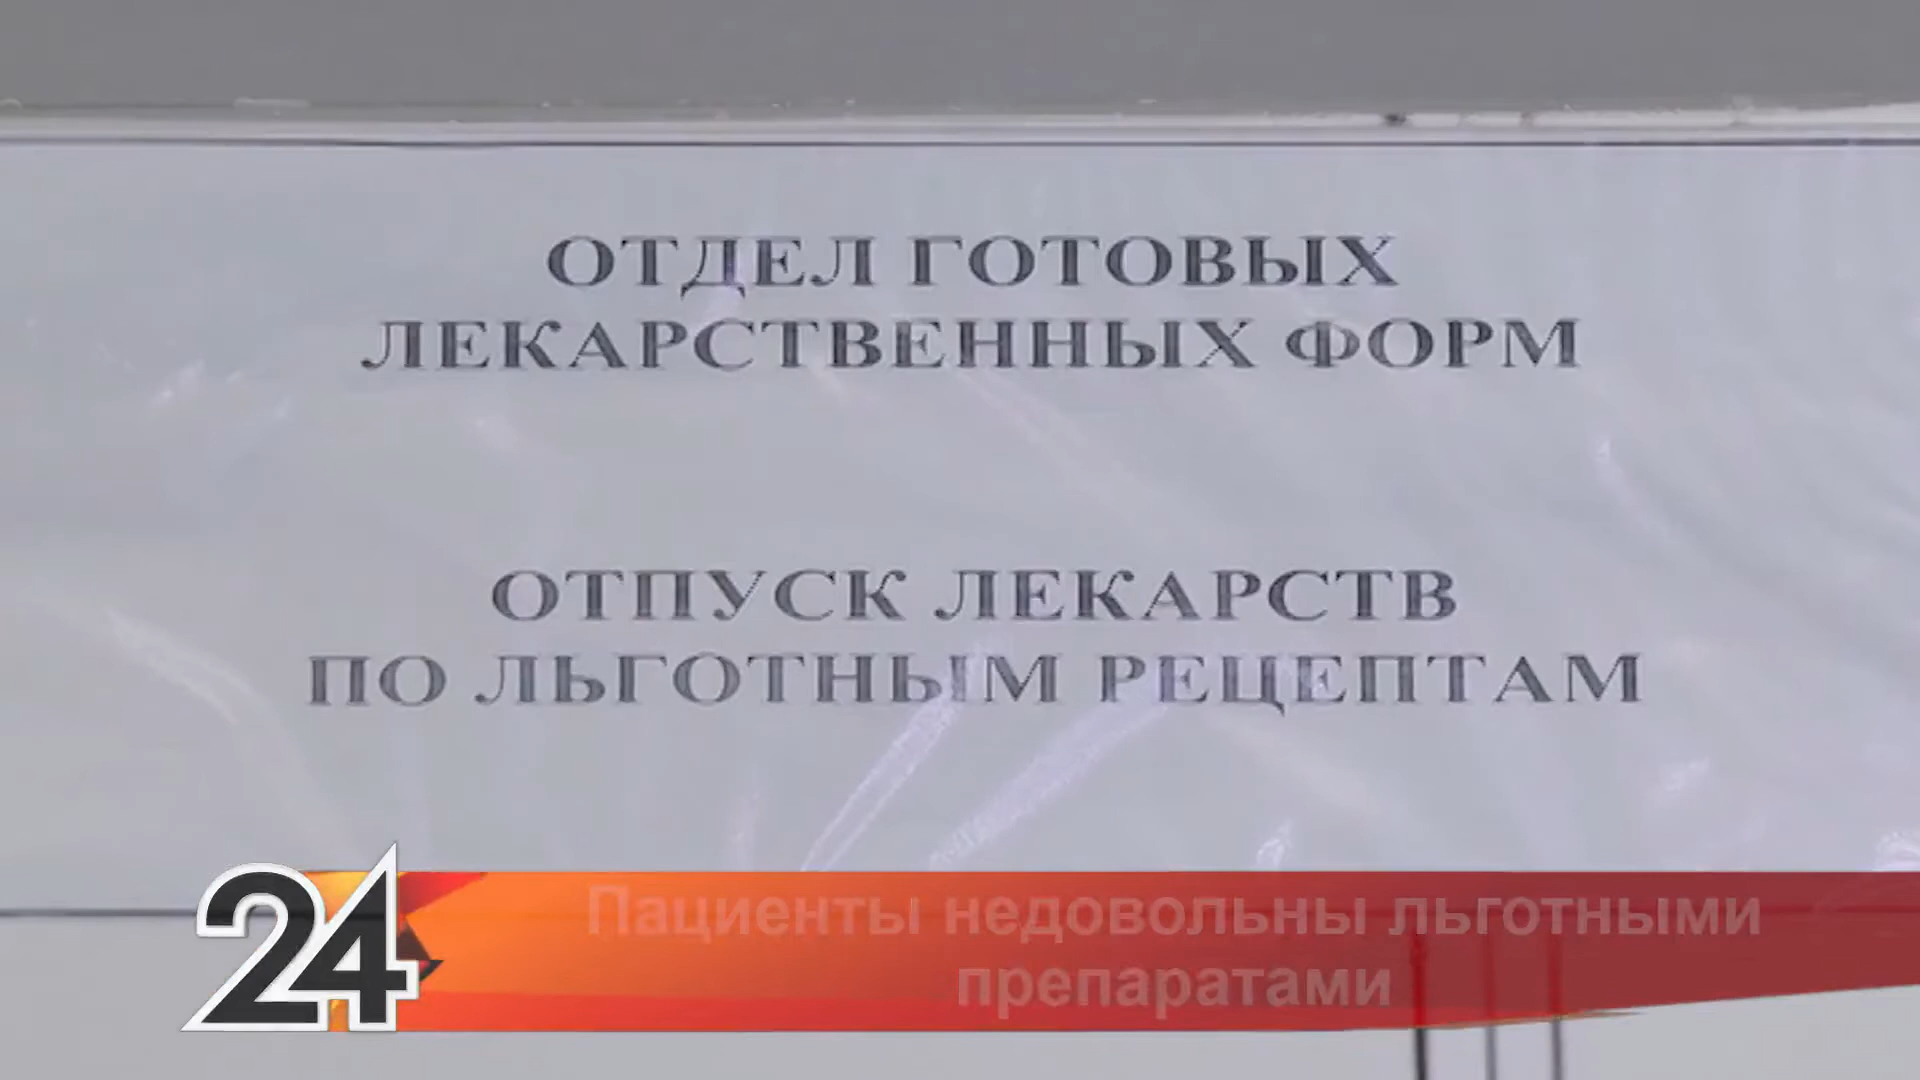 ОТДЕЛ ГОТОВЫХ
ЛЕКАРСТВЕННЫХ ФОРМ
ОТПУСК ЛЕКАРСТВ
ПО ЛЬГОТНЫМ РЕЦЕПТАМ
24
Пациенты недовольны льготными
препаратами